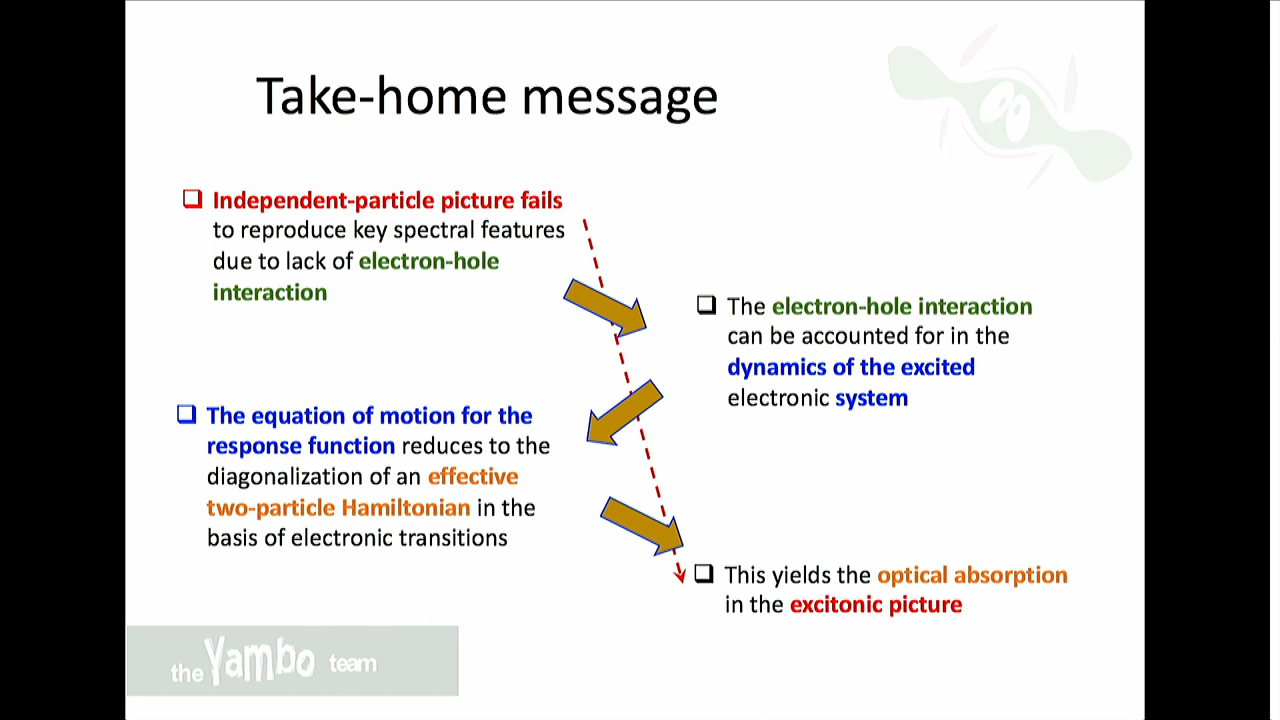 Take-home message
Independent-particle picture fails
to reproduce key spectral features
due to lack of electron-hole
interaction
The electron-hole interaction
can be accounted for in the
dynamics of the excited
electronic system
The equation of motion for the
response function reduces to the
diagonalization of an effective
two-particle Hamiltonian in the
basis of electronic transitions
This yields the optical absorption
in the excitonic picture
the Yambo team